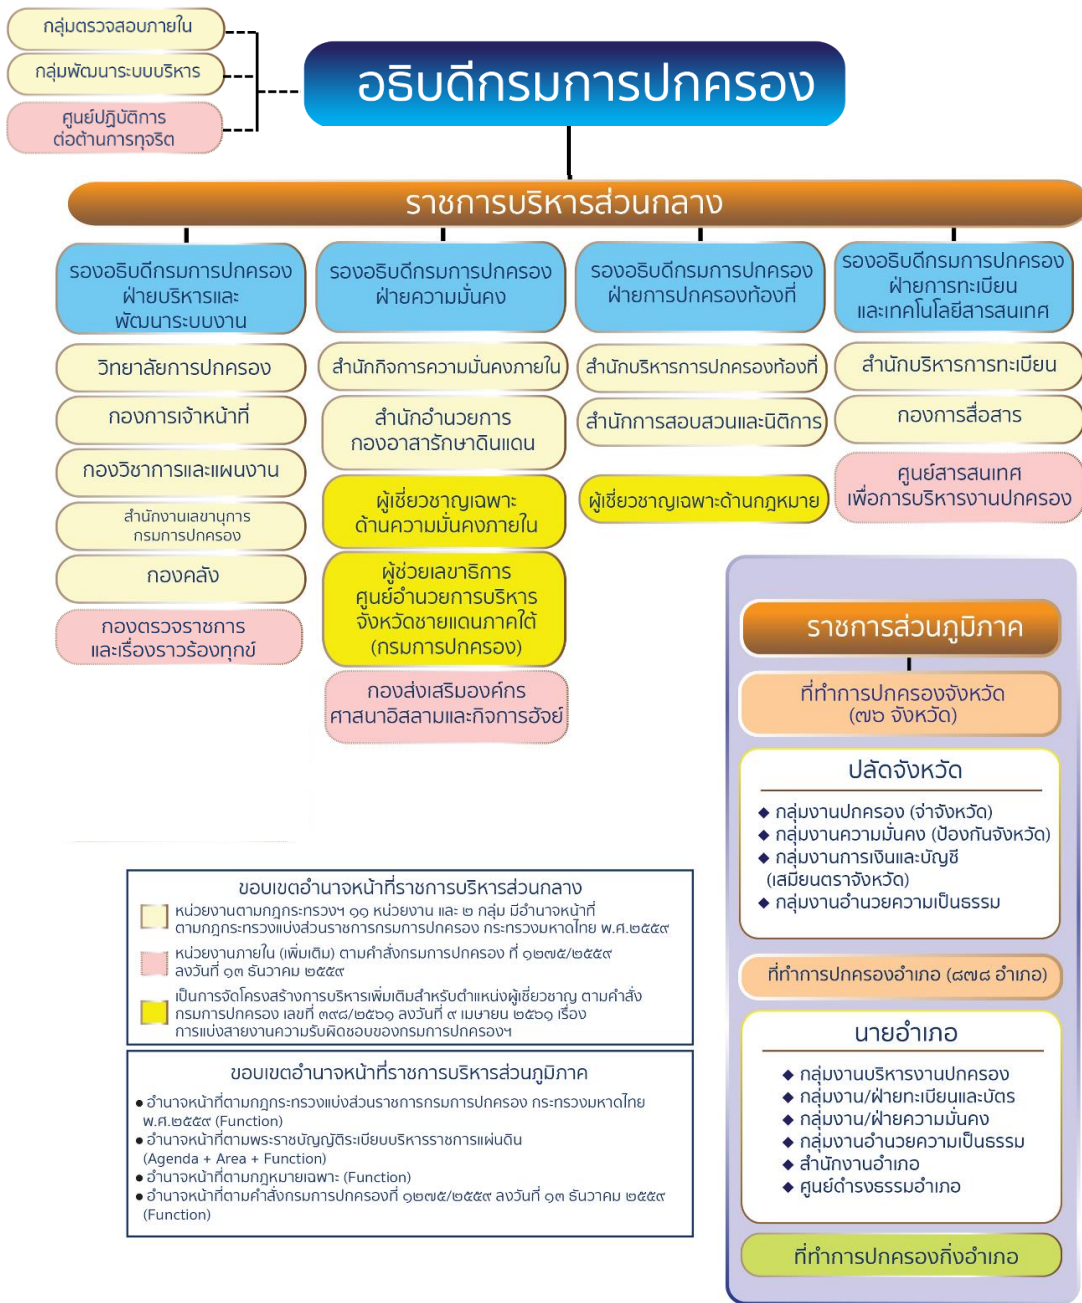 กลุ่มตรวจสอบภายใน
กลุ่มพัฒนาระบบบริหาร
ศูนย์ปฏิบัติการ
ต่อต้านการทุจริต
อธิบดีกรมการปกครอง
ราชการบริหารส่วนกลาง
รองอธิบดีกรมการปกครอง
ฝ่ายบริหารและ
พัฒนาระบบงาน
วิทยาลัยการปกครอง
กองการเจ้าหน้าที่
กองวิชาการและแผนงาน
สำนักงานเลขานุการ
กรมการปกครอง
กองคลัง
กองตรวจราชการ
และเรื่องราวร้องทุกข์
รองอธิบดีกรมการปกครอง
ฝ่ายความมั่นคง
สำนักกิจการความมั่นคงภายใน
สำนักอำนวยการ
กองอาสารักษาดินแดน
ผู้เชี่ยวชาญเฉพาะ
ด้านความมั่นคงภายใน
ผู้ช่วยเลขาธิการ
ศูนย์อำนวยการบริหาร
จังหวัดชายแดนภาคใต้
(กรมการปกครอง)
กองส่งเสริมองค์กร
ศาสนาอิสลามและกิจการฮัจย์
รองอธิบดีกรมการปกครอง
ฝ่ายการปกครองท้องที่
สำนักบริหารการปกครองท้องที่
สำนักการสอบสวนและนิติการ
ผู้เชี่ยวชาญเฉพาะด้านกฎหมาย
รองอธิบดีกรมการปกครอง
ฝ่ายการทะเบียน
และเทคโนโลยีสารสนเทศ
สำนักบริหารการทะเบียน
กองการสื่อสาร
ศูนย์สารสนเทศ
เพื่อการบริหารงานปกครอง
ราชการส่วนภูมิภาค
ที่ทำการปกครองจังหวัด
(๗๖ จังหวัด)
ปลัดจังหวัด
◆ กลุ่มงานปกครอง (จ่าจังหวัด)
◆ กลุ่มงานความมั่นคง (ป้องกันจังหวัด)
◆ กลุ่มงานการเงินและบัญชี
(เสมียนตราจังหวัด)
◆ กลุ่มงานอำนวยความเป็นธรรม
ที่ทำการปกครองอำเภอ (๘๗๘ อำเภอ)
นายอำเภอ
◆ กลุ่มงานบริหารงานปกครอง
◆ กลุ่มงาน/ฝ่ายทะเบียนและบัตร
◆ กลุ่มงาน/ฝ่ายความมั่นคง
◆ กลุ่มงานอำนวยความเป็นธรรม
◆ สำนักงานอำเภอ
◆ ศูนย์ดำรงธรรมอำเภอ
ที่ทำการปกครองกิ่งอำเภอ
ขอบเขตอำนาจหน้าที่ราชการบริหารส่วนกลาง
หน่วยงานตามกฎกระทรวงฯ ๑๑ หน่วยงาน และ ๒ กลุ่ม มีอำนาจหน้าที่
ตามกฎกระทรวงแบ่งส่วนราชการกรมการปกครอง กระทรวงมหาดไทย พ.ศ.๒๕๕๙
หน่วยงานภายใน (เพิ่มเติม) ตามคำสั่งกรมการปกครอง ที่ ๑๒๗๕/๒๕๕๙
ลงวันที่ ๑๓ ธันวาคม ๒๕๕๙
เป็นการจัดโครงสร้างการบริหารเพิ่มเติมสำหรับตำแหน่งผู้เชี่ยวชาญ ตามคำสั่ง
กรมการปกครอง เลขที่ ๓๙๘/๒๕๖๑ ลงวันที่ ๙ เมษายน ๒๕๖๑ เรื่อง
การแบ่งสายงานความรับผิดชอบของกรมการปกครองฯ
ขอบเขตอำนาจหน้าที่ราชการบริหารส่วนภูมิภาค
● อำนาจหน้าที่ตามกฎกระทรวงแบ่งส่วนราชการกรมการปกครอง กระทรวงมหาดไทย
พ.ศ.๒๕๕๙ (Function)
● อำนาจหน้าที่ตามพระราชบัญญัติระเบียบบริหารราชการแผ่นดิน
(Agenda + Area + Function)
● อำนาจหน้าที่ตามกฎหมายเฉพาะ (Function)
● อำนาจหน้าที่ตามคำสั่งกรมการปกครองที่ ๑๒๗๕/๒๕๕๙ ลงวันที่ ๑๓ ธันวาคม ๒๕๕๙
(Function)